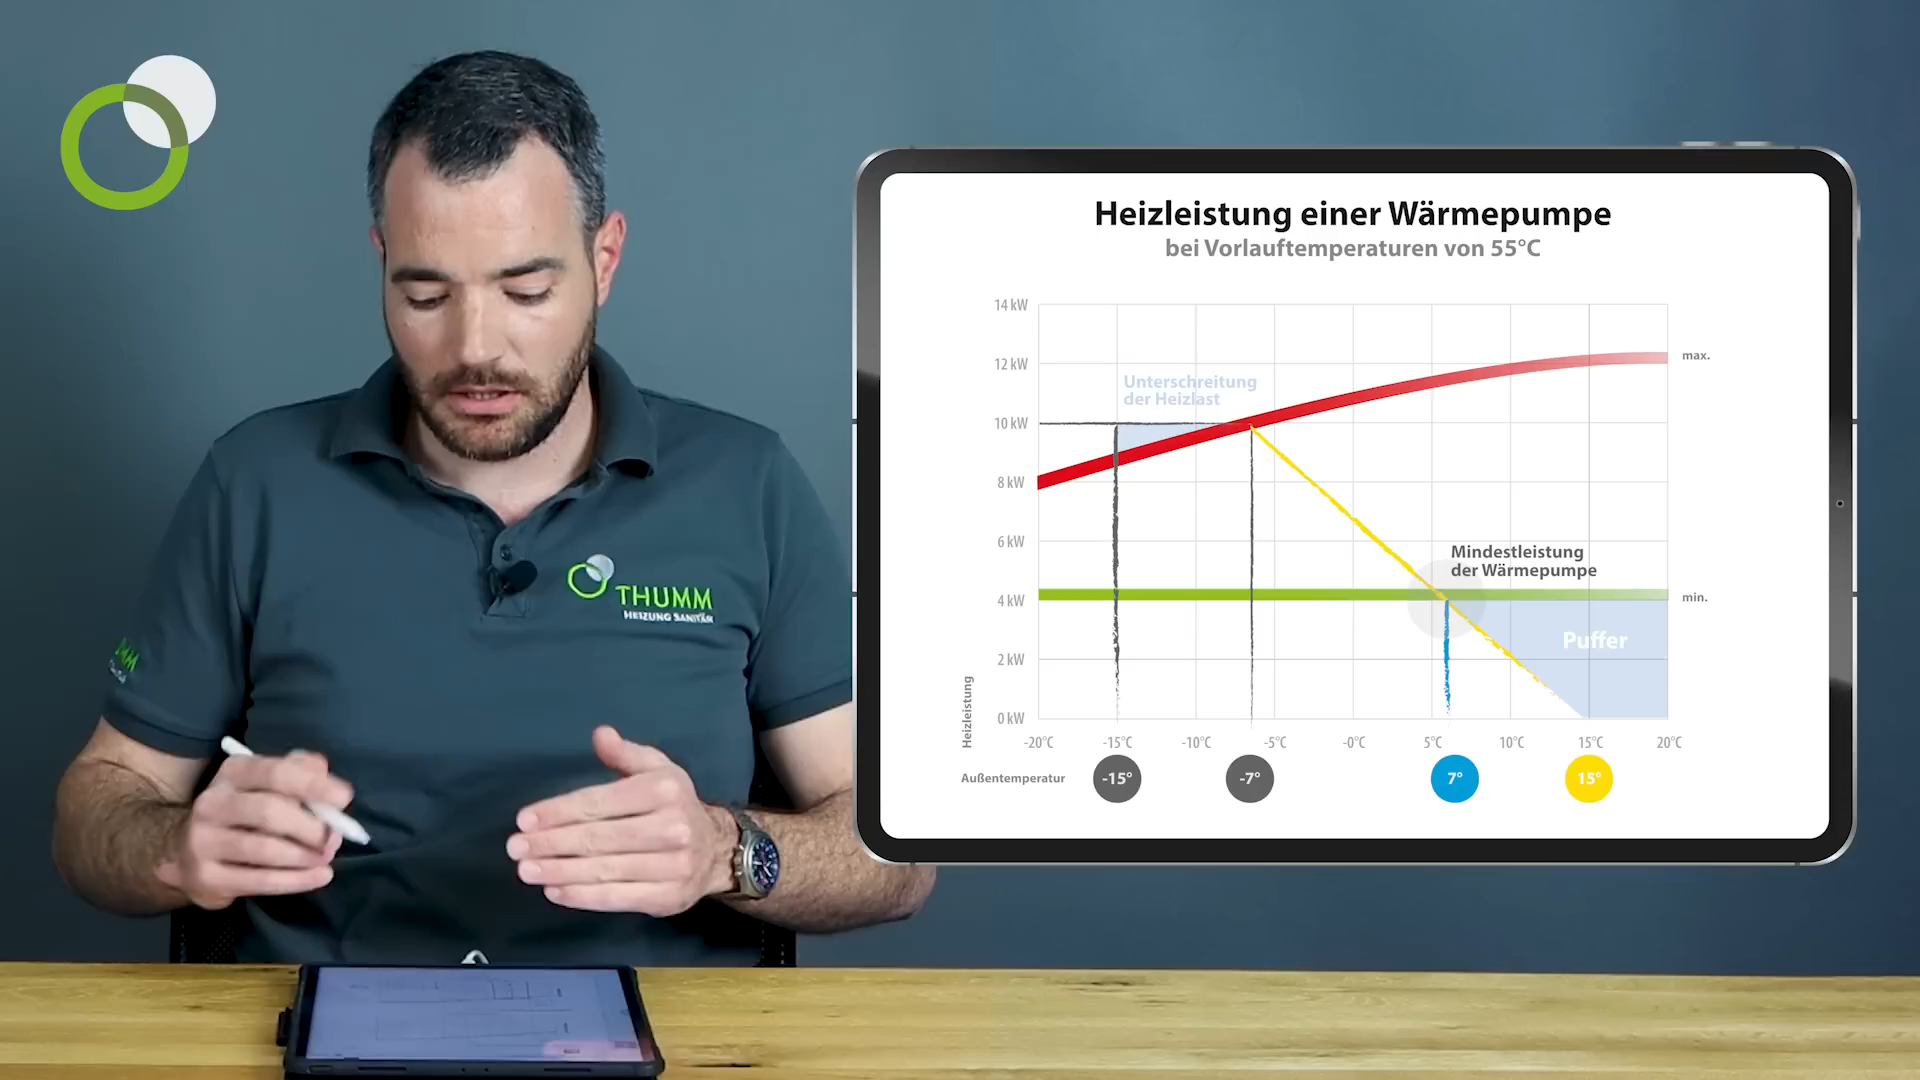 Heizleistung einer Wärmepumpe
bei Vorlauftemperaturen von 55°C
14 kW
12 kW
10 kW
8 kW
6 kW
4 kW
2 kW
0 kW
Heizleistung
Unterschreitung
der Heizlast
max.
Mindestleistung
der Wärmepumpe
min.
Puffer
-20°C
-15°C
-10°C
-5°C
-0°C
5°C
10°C
15°C
20°C
Außentemperatur
-15°
-7°
7°
15°
THUMM
HEIZUNG SANITÄR